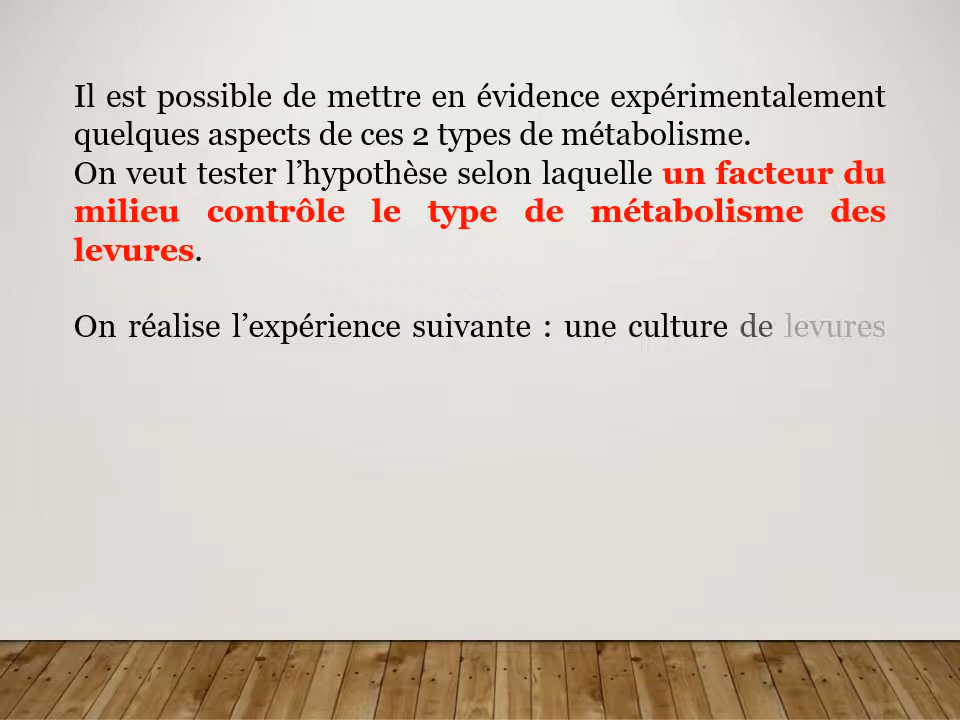 Il est possible de mettre en évidence expérimentalement
quelques aspects de ces 2 types de métabolisme.
On veut tester l’hypothèse selon laquelle un facteur du
milieu contrôle le type de métabolisme des
levures.
On réalise l’expérience suivante : une culture de levures